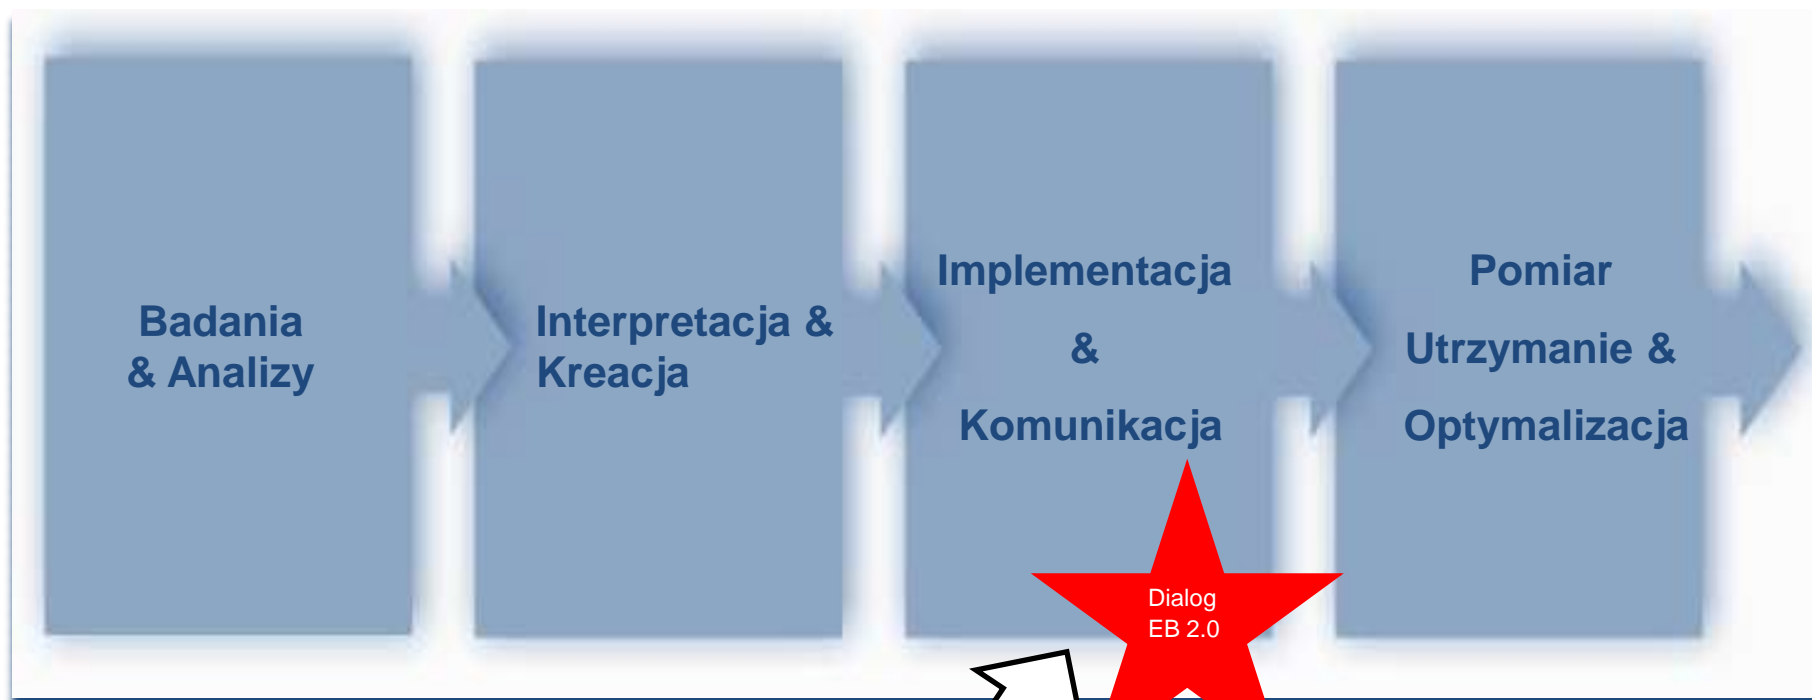 Badania
& Analizy
Interpretacja &
Kreacja
Implementacja
&
Komunikacja
Pomiar
Utrzymanie &
Optymalizacja
Dialog
EB 2.0